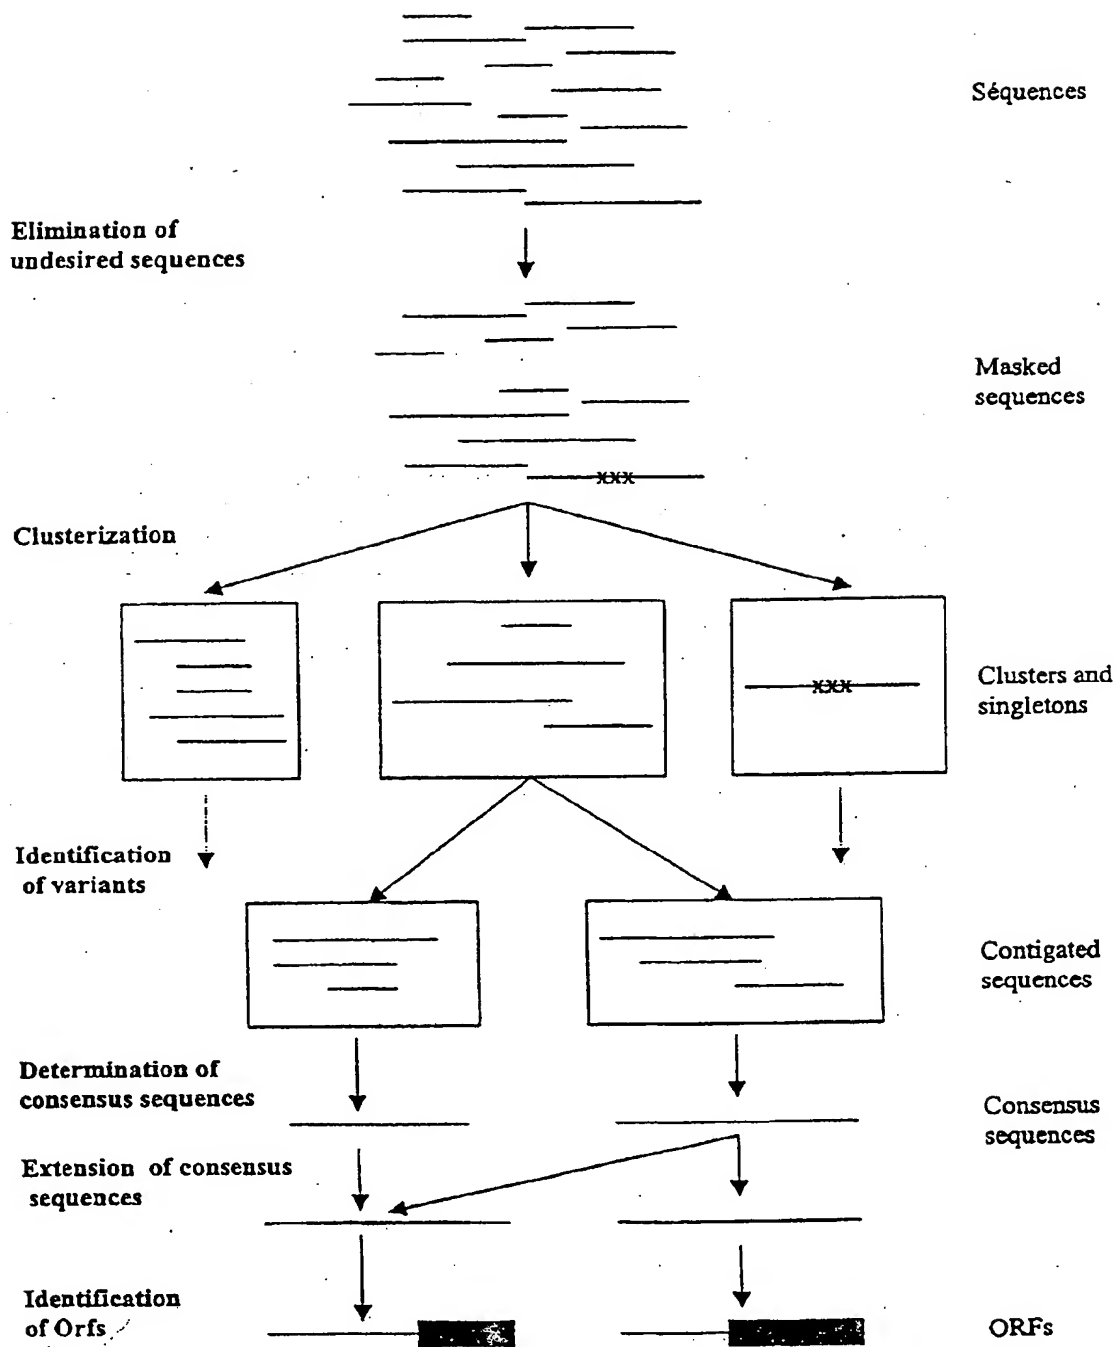 Séquences
Elimination of
undesired sequences
Masked
sequences
xxx
Clusterization
xxx
Clusters and
singletons
Identification
of variants
Contigated
sequences
Determination of
consensus sequences
Consensus
sequences
Extension of consensus
sequences
Identification
of Orfs
ORFs